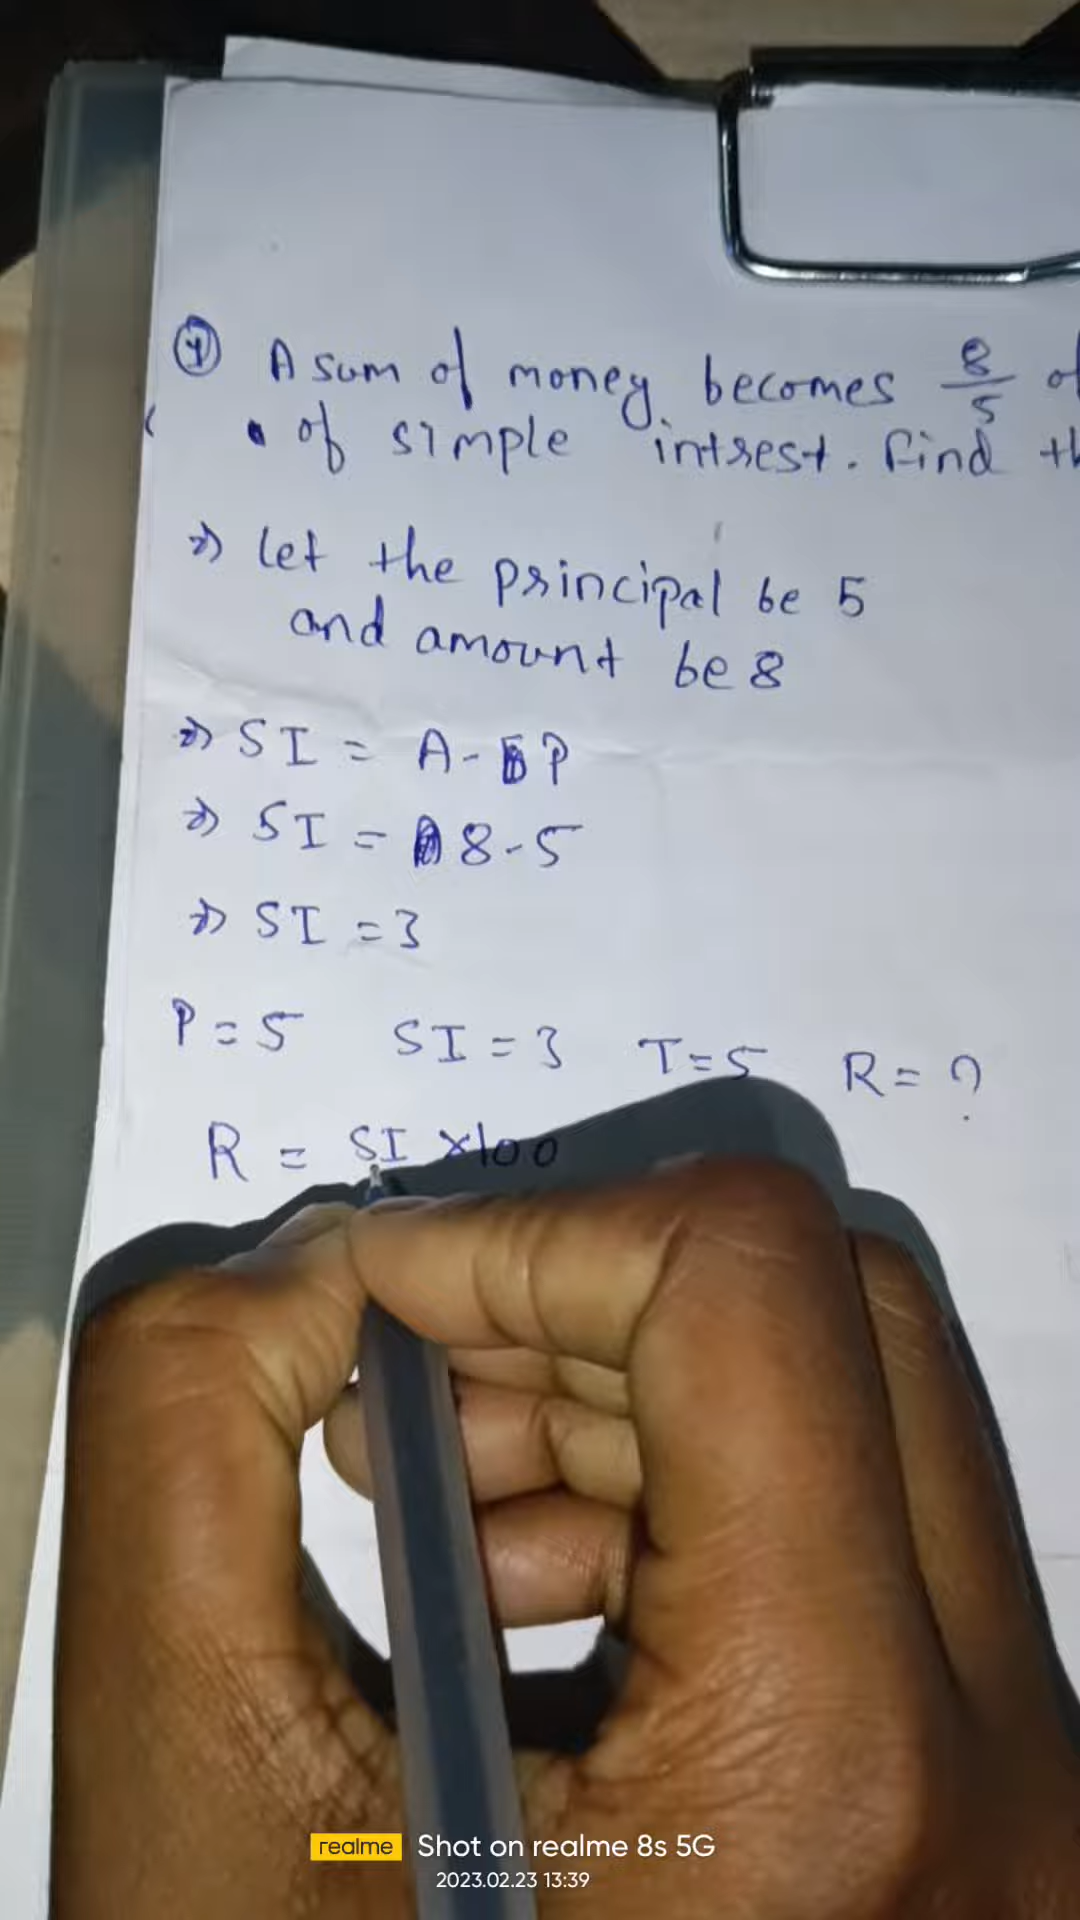 ④ A sum of money becomes 8/5 of
of simple intrest. find th
⇒ let the principal be 5
and amount be 8
⇒ SI = A - P
⇒ SI = 8 - 5
⇒ SI = 3
P = 5 SI = 3 T = 5 R = ?
R = SI × 100
realme Shot on realme 8s 5G
2023.02.23 13:39